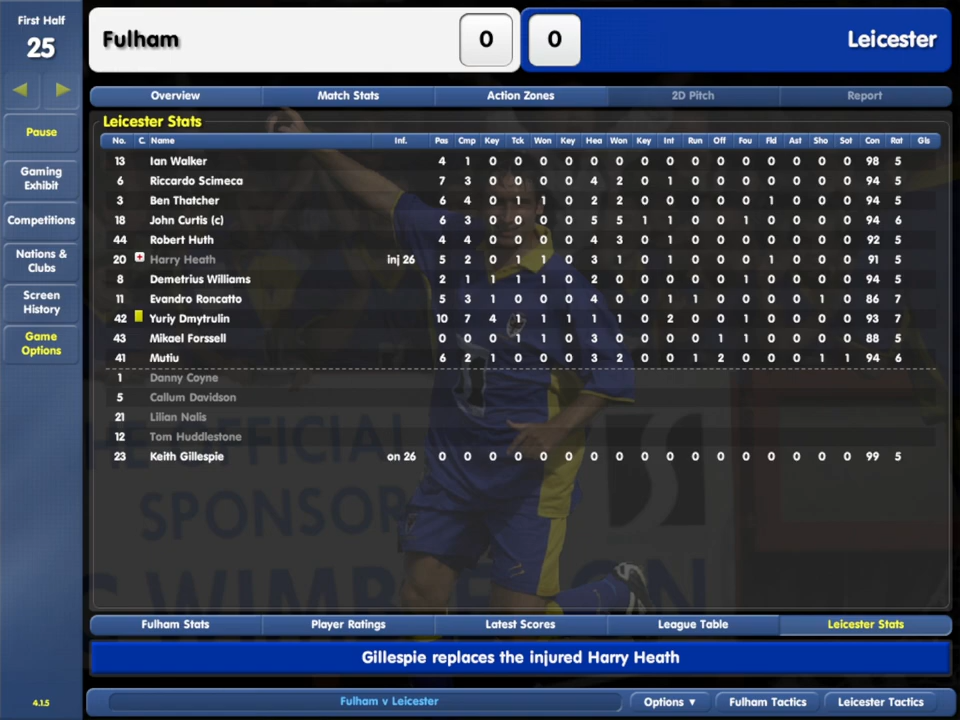 First Half
25
Pause
Gaming
Exhibit
Competitions
Nations &
Clubs
Screen
History
Game
Options
4.1.5
Fulham 0 0 Leicester
Overview Match Stats Action Zones 2D Pitch Report
Leicester Stats
No. C. Name Inf. Pas Cmp Key Tck Won Key Hea Won Key Int Run Off Fou Fld Ast Sho Sot Con Rat Gls
13 Ian Walker 4 1 0 0 0 0 0 0 0 0 0 0 0 0 0 0 0 98 5
6 Riccardo Scimeca 7 3 0 0 0 0 4 2 0 1 0 0 0 0 0 0 0 94 5
3 Ben Thatcher 6 4 0 1 1 0 2 2 0 0 0 0 0 1 0 0 0 94 5
18 John Curtis (c) 6 3 0 0 0 0 5 5 1 1 0 0 1 0 0 0 0 94 6
44 Robert Huth 4 4 0 0 0 0 4 3 0 1 0 0 0 0 0 0 0 92 5
20 Harry Heath inj 26 5 2 0 1 1 0 3 1 0 1 0 0 0 1 0 0 0 91 5
8 Demetrius Williams 2 1 1 1 1 0 2 0 0 0 0 0 1 0 0 0 0 94 5
11 Evandro Roncatto 5 3 1 0 0 0 4 0 0 1 1 0 0 0 0 1 0 86 7
42 Yuriy Dmytrulin 10 7 4 1 1 1 1 1 0 2 0 0 1 0 0 0 0 93 7
43 Mikael Forssell 0 0 0 1 1 0 3 0 0 0 0 1 1 0 0 0 0 88 5
41 Mutiu 6 2 1 0 0 0 3 2 0 0 1 2 0 0 0 1 1 94 6
1 Danny Coyne
5 Callum Davidson
21 Lilian Nalis
12 Tom Huddlestone
23 Keith Gillespie on 26 0 0 0 0 0 0 0 0 0 0 0 0 0 0 0 0 0 99 5
THE OFFICIAL
SPONSOR
WIMBLEDON
Fulham Stats Player Ratings Latest Scores League Table Leicester Stats
Gillespie replaces the injured Harry Heath
Fulham v Leicester Options ▼ Fulham Tactics Leicester Tactics